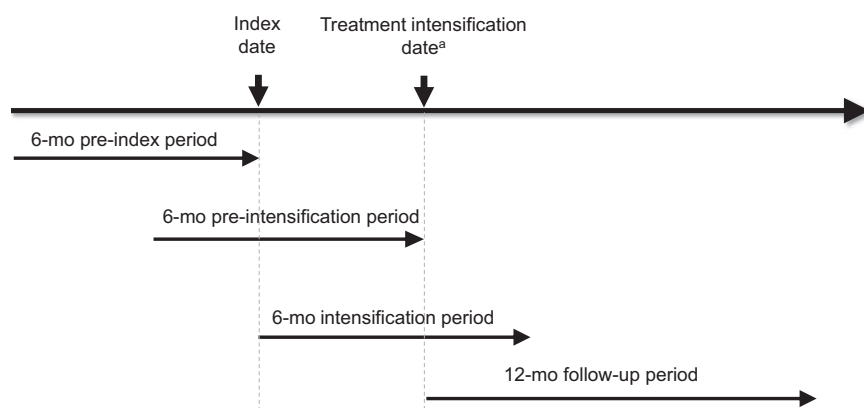 Index
date
Treatment intensification
dateᵃ
6-mo pre-index period
6-mo pre-intensification period
6-mo intensification period
12-mo follow-up period